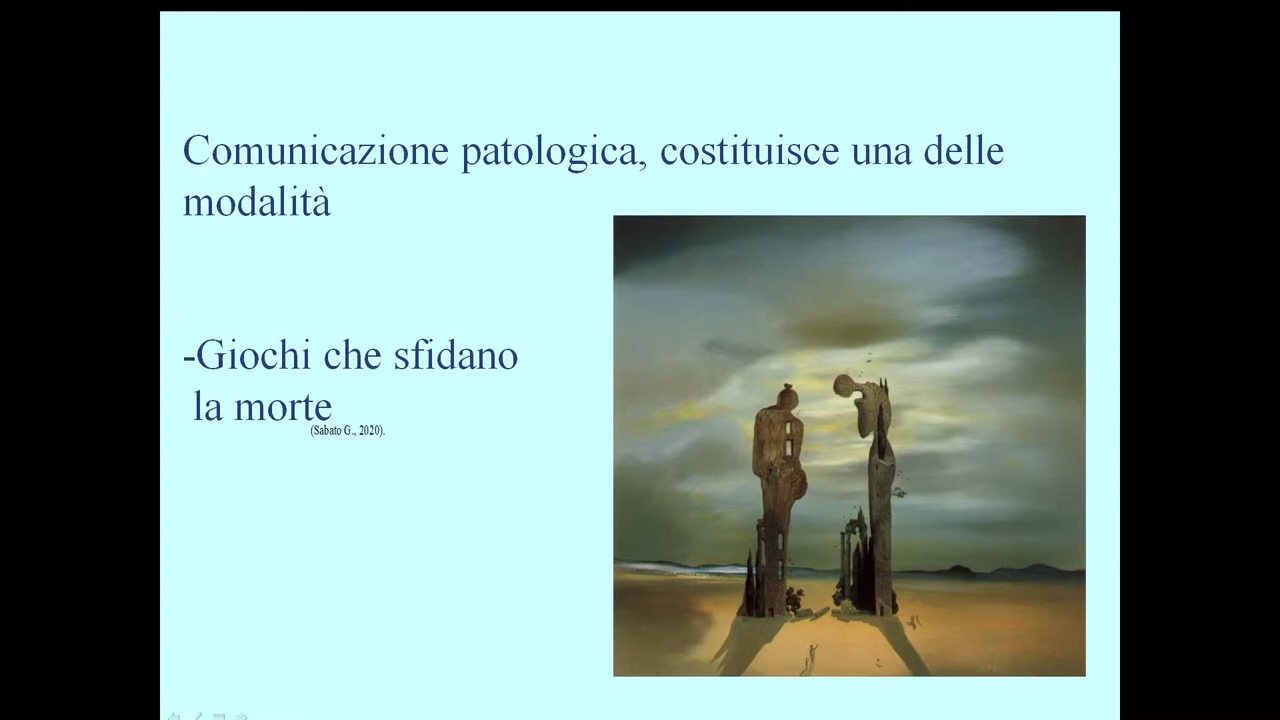 Comunicazione patologica, costituisce una delle
modalità
-Giochi che sfidano
la morte
(Sabato G., 2020).